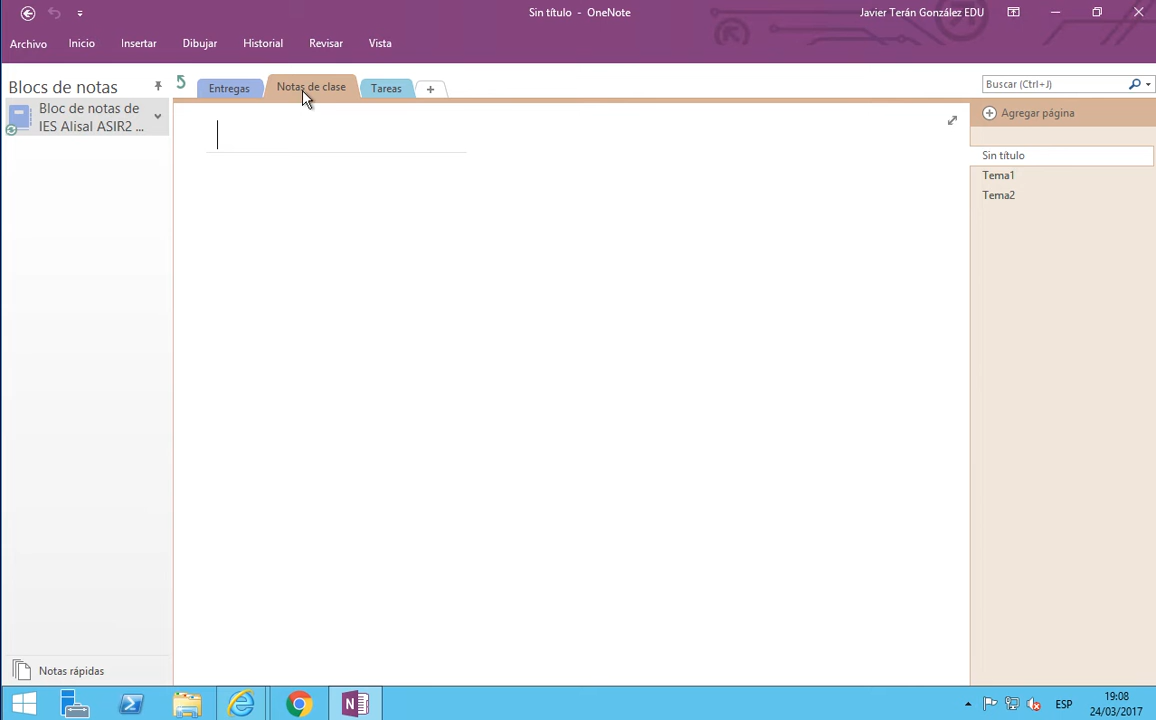 Sin título - OneNote
Javier Terán González EDU
Archivo Inicio Insertar Dibujar Historial Revisar Vista
Blocs de notas
Entregas Notas de clase Tareas +
Buscar (Ctrl+J)
Bloc de notas de
IES Alisal ASIR2 ...
Agregar página
Sin título
Tema1
Tema2
Notas rápidas
ESP
19:08
24/03/2017